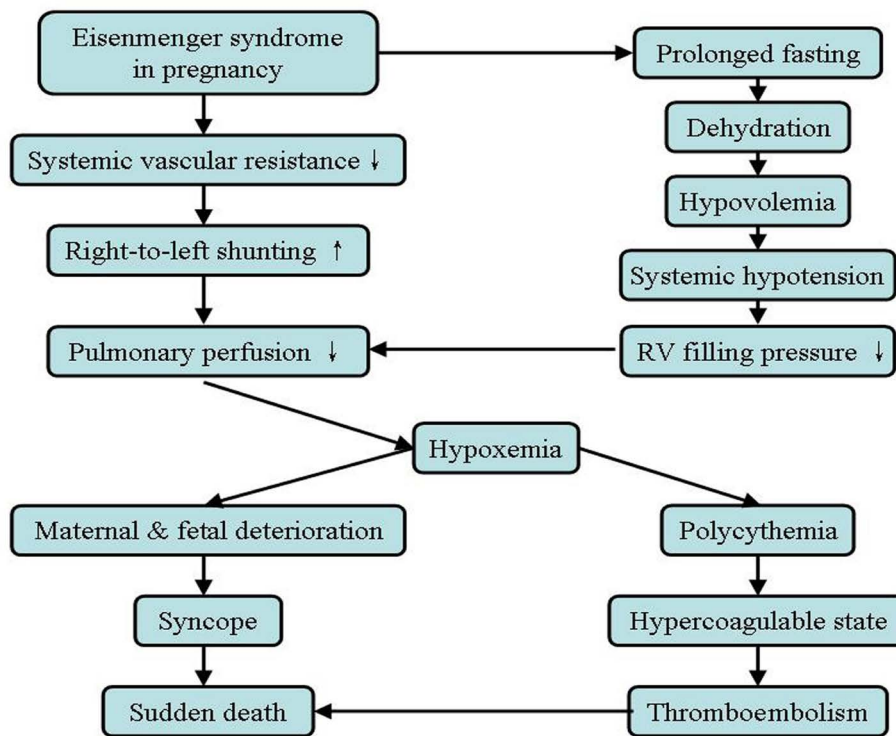 Eisenmenger syndrome
in pregnancy
Prolonged fasting
Dehydration
Systemic vascular resistance ↓
Hypovolemia
Right-to-left shunting ↑
Systemic hypotension
Pulmonary perfusion ↓
RV filling pressure ↓
Hypoxemia
Maternal & fetal deterioration
Polycythemia
Syncope
Hypercoagulable state
Sudden death
Thromboembolism